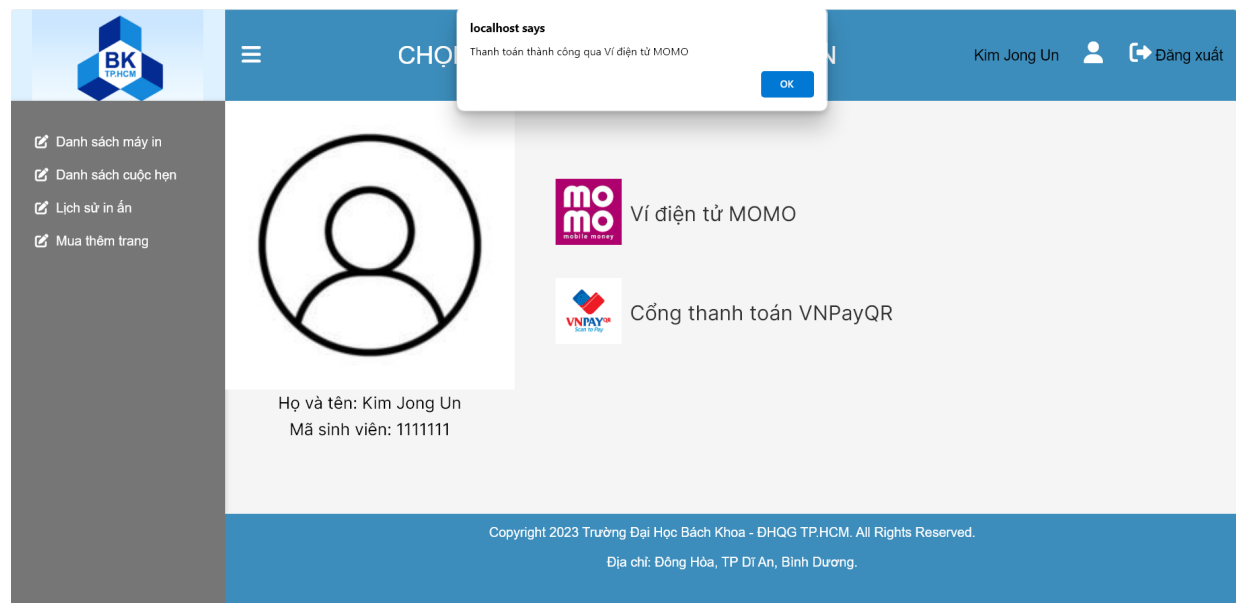 localhost says
Thanh toán thành công qua Ví điện tử MOMO
OK
BK
TP.HCM
Kim Jong Un
Đăng xuất
Danh sách máy in
Danh sách cuộc hẹn
Lịch sử in ấn
Mua thêm trang
mo
mo
mobile money
Ví điện tử MOMO
VNPAYQR
Scan to Pay
Cổng thanh toán VNPayQR
Họ và tên: Kim Jong Un
Mã sinh viên: 1111111
Copyright 2023 Trường Đại Học Bách Khoa - ĐHQG TP.HCM. All Rights Reserved.
Địa chỉ: Đông Hòa, TP Dĩ An, Bình Dương.